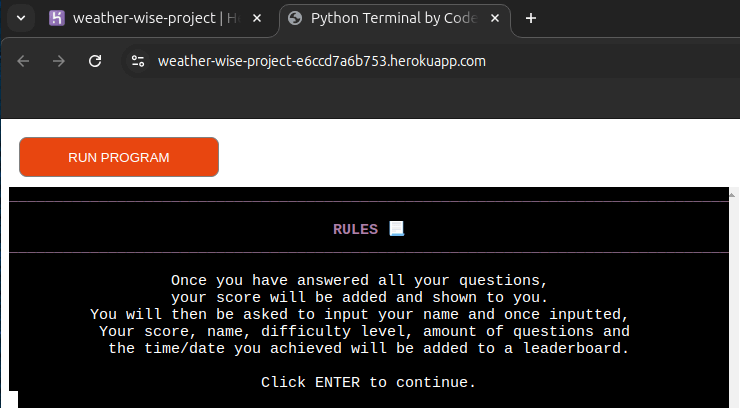 weather-wise-project | He
Python Terminal by Code
weather-wise-project-e6ccd7a6b753.herokuapp.com
RUN PROGRAM
RULES 📃
Once you have answered all your questions,
your score will be added and shown to you.
You will then be asked to input your name and once inputted,
Your score, name, difficulty level, amount of questions and
the time/date you achieved will be added to a leaderboard.
Click ENTER to continue.